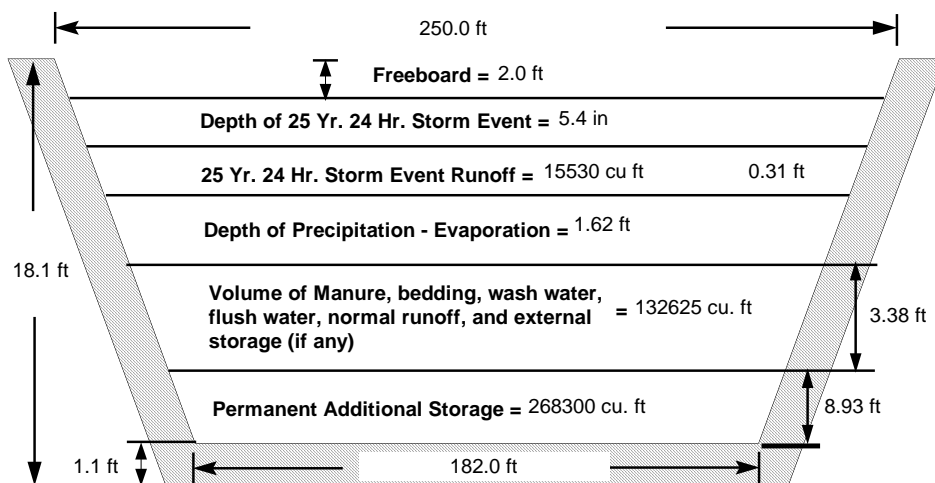 250.0 ft
Freeboard = 2.0 ft
Depth of 25 Yr. 24 Hr. Storm Event = 5.4 in
25 Yr. 24 Hr. Storm Event Runoff = 15530 cu ft 0.31 ft
Depth of Precipitation - Evaporation = 1.62 ft
18.1 ft
Volume of Manure, bedding, wash water,
flush water, normal runoff, and external = 132625 cu. ft
storage (if any)
3.38 ft
Permanent Additional Storage = 268300 cu. ft
8.93 ft
1.1 ft
182.0 ft